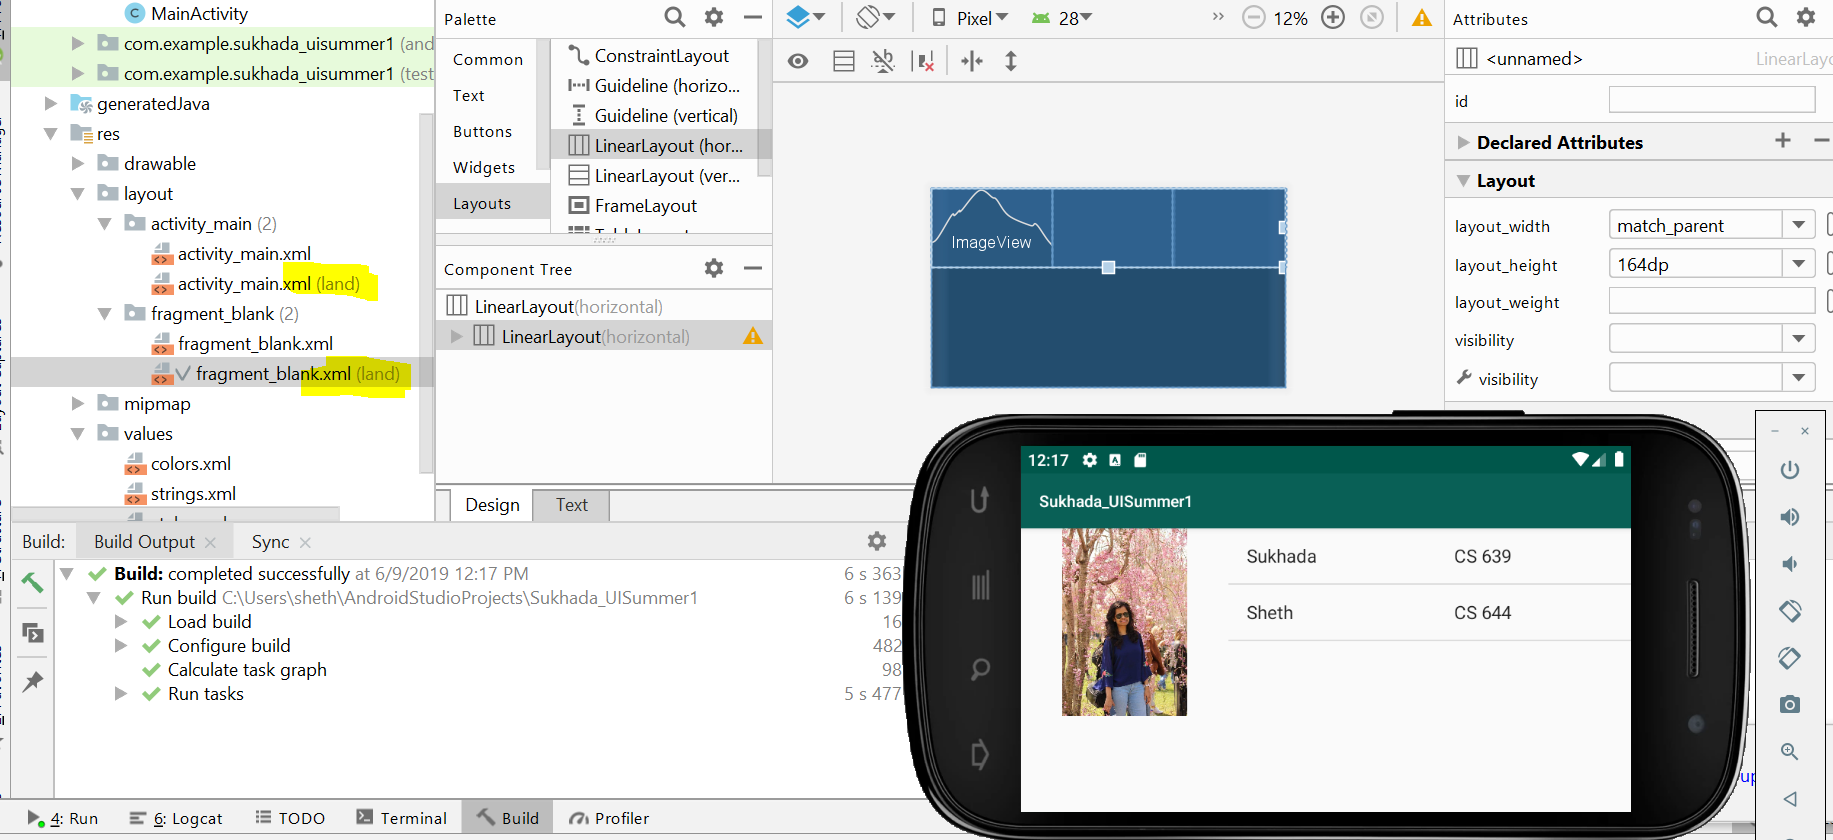 MainActivity
com.example.sukhada_uisummer1 (and
com.example.sukhada_uisummer1 (test
generatedJava
res
drawable
layout
activity_main (2)
activity_main.xml
activity_main.xml (land)
fragment_blank (2)
fragment_blank.xml
fragment_blank.xml (land)
mipmap
values
colors.xml
strings.xml
Palette
Common
Text
Buttons
Widgets
Layouts
ConstraintLayout
Guideline (horizo...
Guideline (vertical)
LinearLayout (hor...
LinearLayout (ver...
FrameLayout
Component Tree
LinearLayout(horizontal)
LinearLayout(horizontal)
Pixel
28
12%
ImageView
Design
Text
Attributes
<unnamed>
LinearLayo
id
Declared Attributes
Layout
layout_width
match_parent
layout_height
164dp
layout_weight
visibility
visibility
Build:
Build Output
Sync
Build: completed successfully at 6/9/2019 12:17 PM
6 s 363
Run build C:\Users\sheth\AndroidStudioProjects\Sukhada_UISummer1
6 s 139
Load build
16
Configure build
482
Calculate task graph
98
Run tasks
5 s 477
12:17
Sukhada_UISummer1
Sukhada
CS 639
Sheth
CS 644
4: Run
6: Logcat
TODO
Terminal
Build
Profiler